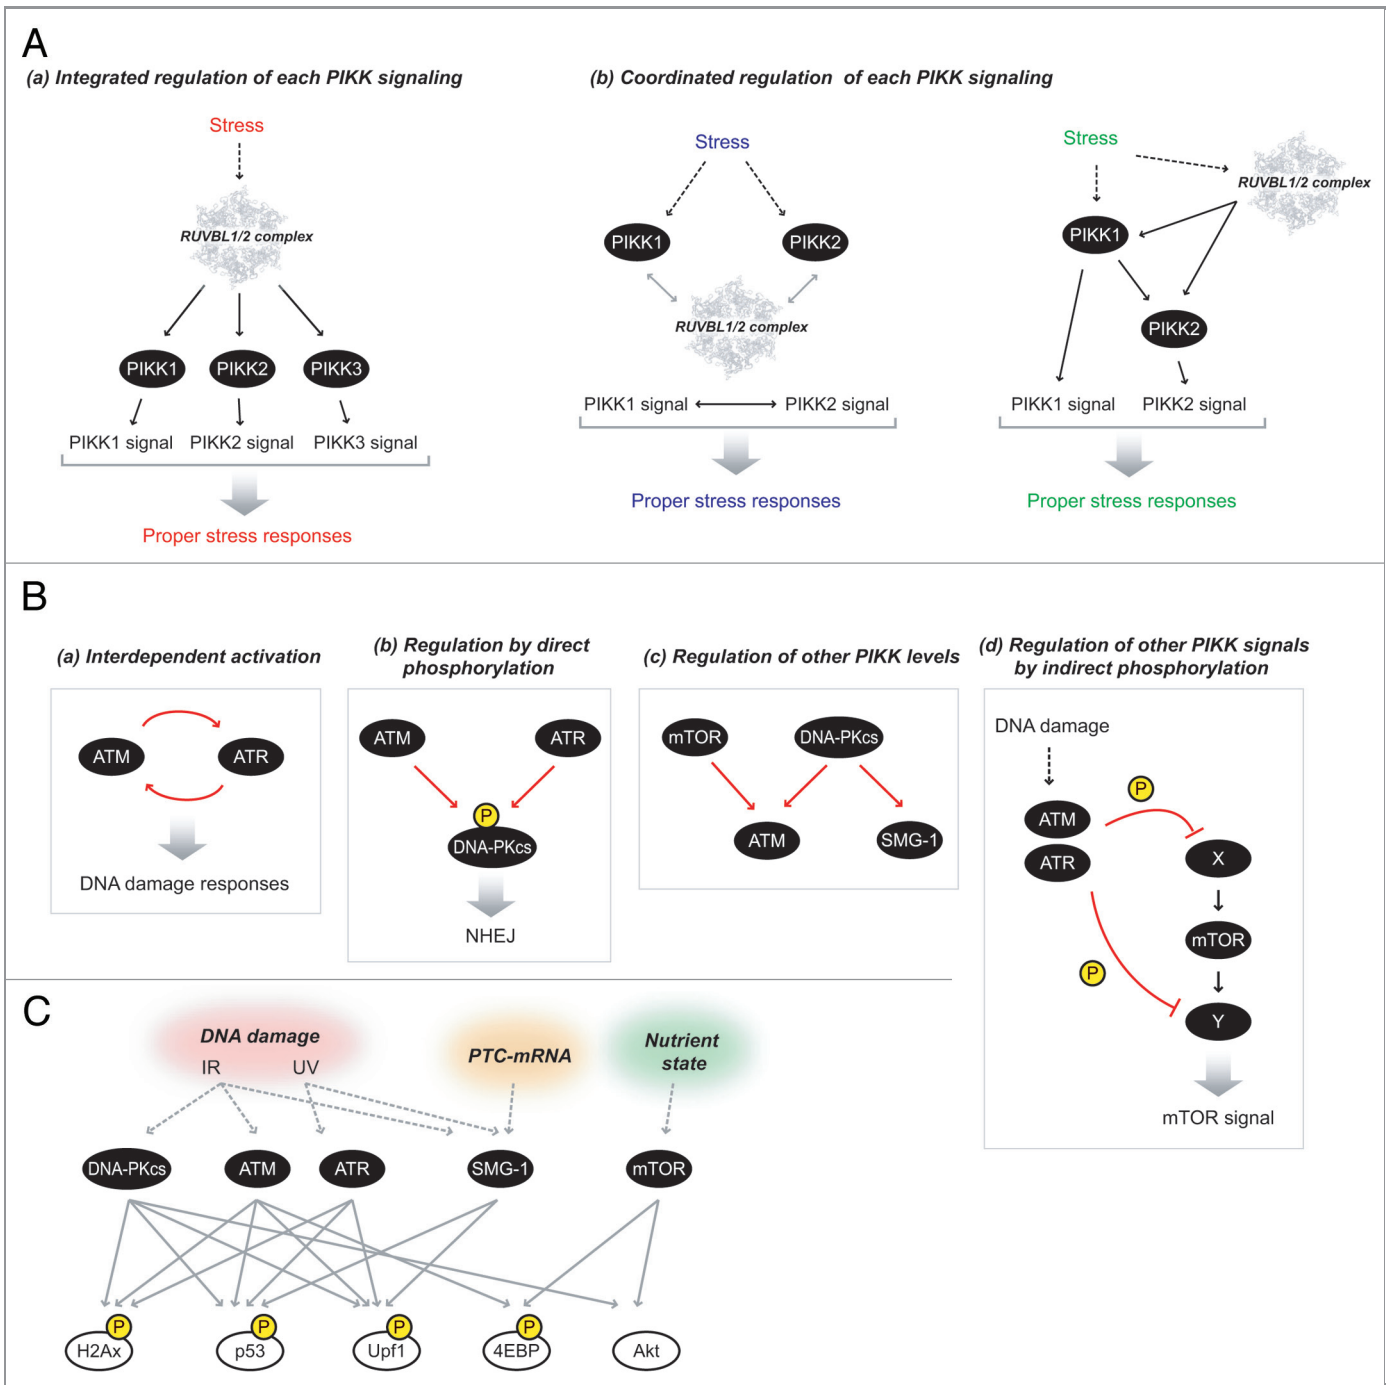 A
(a) Integrated regulation of each PIKK signaling
Stress
RUVBL1/2 complex
PIKK1
PIKK2
PIKK3
PIKK1 signal
PIKK2 signal
PIKK3 signal
Proper stress responses
(b) Coordinated regulation of each PIKK signaling
Stress
PIKK1
PIKK2
RUVBL1/2 complex
PIKK1 signal
PIKK2 signal
Proper stress responses
Stress
RUVBL1/2 complex
PIKK1
PIKK2
PIKK1 signal
PIKK2 signal
Proper stress responses
B
(a) Interdependent activation
ATM
ATR
DNA damage responses
(b) Regulation by direct
phosphorylation
ATM
ATR
P
DNA-PKcs
NHEJ
(c) Regulation of other PIKK levels
mTOR
DNA-PKcs
ATM
SMG-1
(d) Regulation of other PIKK signals
by indirect phosphorylation
DNA damage
P
ATM
ATR
X
mTOR
P
Y
mTOR signal
C
DNA damage
IR
UV
PTC-mRNA
Nutrient
state
DNA-PKcs
ATM
ATR
SMG-1
mTOR
P
H2Ax
P
p53
P
Upf1
P
4EBP
Akt